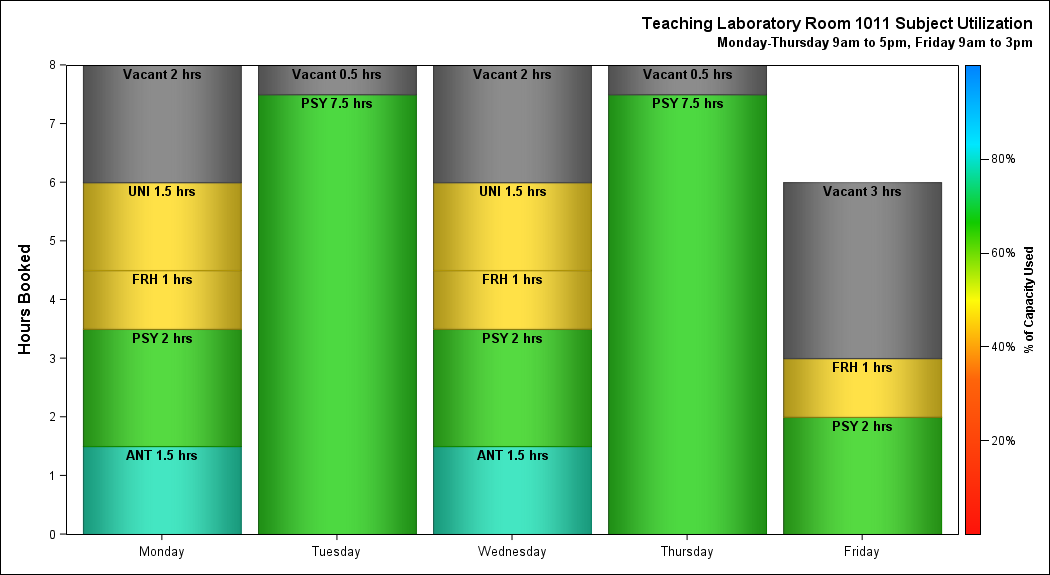 Teaching Laboratory Room 1011 Subject Utilization
Monday-Thursday 9am to 5pm, Friday 9am to 3pm
Hours Booked
8
7
6
5
4
3
2
1
0
Vacant 2 hrs
UNI 1.5 hrs
FRH 1 hrs
PSY 2 hrs
ANT 1.5 hrs
Vacant 0.5 hrs
PSY 7.5 hrs
Vacant 2 hrs
UNI 1.5 hrs
FRH 1 hrs
PSY 2 hrs
ANT 1.5 hrs
Vacant 0.5 hrs
PSY 7.5 hrs
Vacant 3 hrs
FRH 1 hrs
PSY 2 hrs
Monday
Tuesday
Wednesday
Thursday
Friday
80%
60%
40%
20%
% of Capacity Used